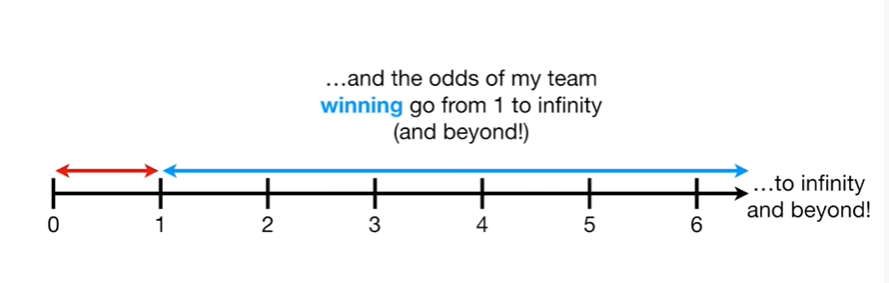 ...and the odds of my team
winning go from 1 to infinity
(and beyond!)
...to infinity
and beyond!
0 1 2 3 4 5 6